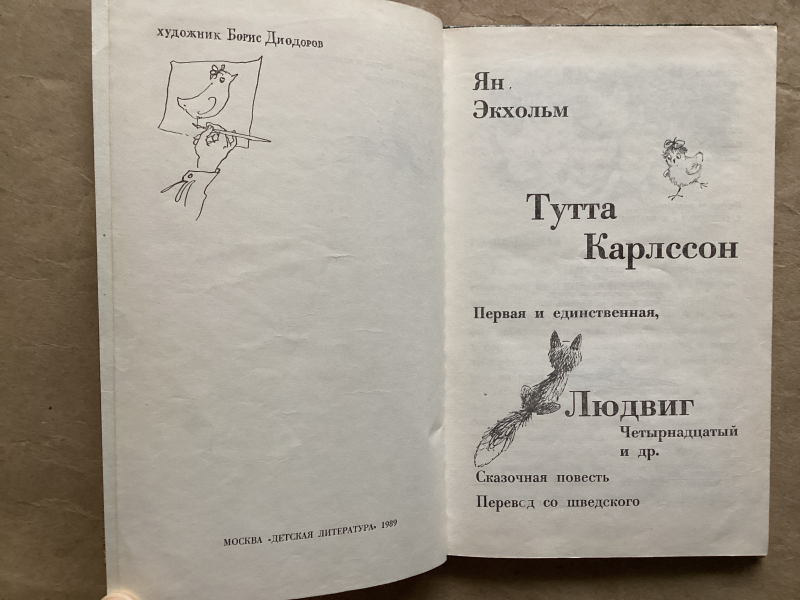 художник Борис Диодоров
МОСКВА «ДЕТСКАЯ ЛИТЕРАТУРА» 1989
Ян
Экхольм
Тутта
Карлссон
Первая и единственная,
Людвиг
Четырнадцатый
и др.
Сказочная повесть
Перевод со шведского